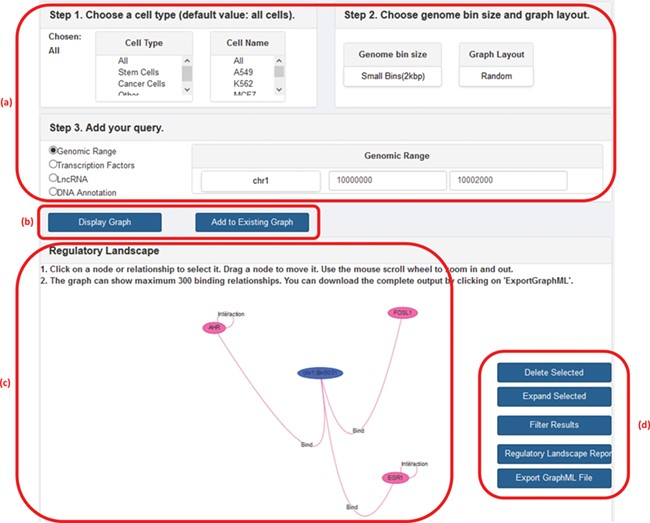 Step 1. Choose a cell type (default value: all cells).
Step 2. Choose genome bin size and graph layout.
Chosen:
All
Cell Type
All
Stem Cells
Cancer Cells
Other
Cell Name
All
A549
K562
MCF7
Genome bin size
Small Bins(2kbp)
Graph Layout
Random
(a)
Step 3. Add your query.
Genomic Range
Transcription Factors
LncRNA
DNA Annotation
Genomic Range
chr1
10000000
10002000
(b)
Display Graph
Add to Existing Graph
Regulatory Landscape
1. Click on a node or relationship to select it. Drag a node to move it. Use the mouse scroll wheel to zoom in and out.
2. The graph can show maximum 300 binding relationships. You can download the complete output by clicking on 'ExportGraphML'.
Interaction
AHR
FOSL1
(c)
Bind
Bind
Interaction
EGR1
Bind
Delete Selected
Expand Selected
Filter Results
(d)
Regulatory Landscape Repor
Export GraphML File